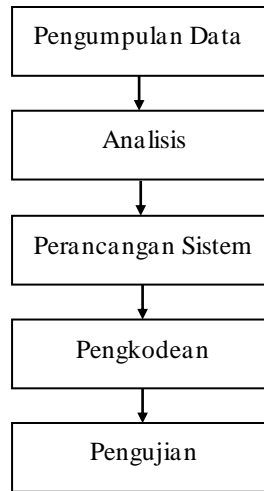 Pengumpulan Data
Analisis
Perancangan Sistem
Pengkodean
Pengujian